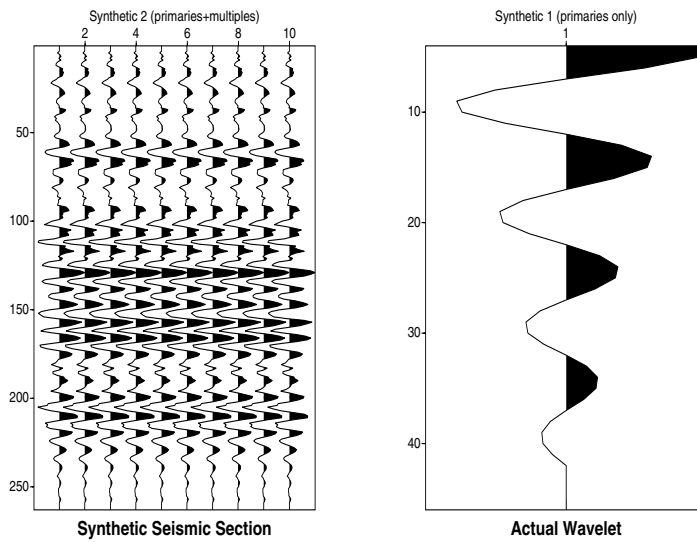 Synthetic 2 (primaries+multiples)
2 4 6 8 10
50
100
150
200
250
Synthetic Seismic Section
Synthetic 1 (primaries only)
1
10
20
30
40
Actual Wavelet